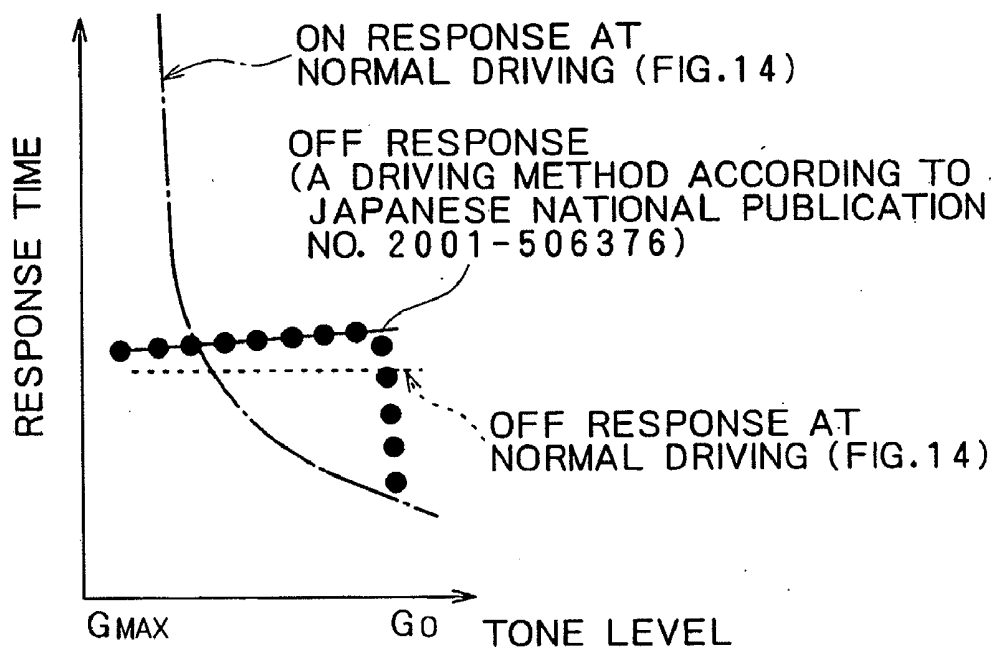 ON RESPONSE AT
NORMAL DRIVING (FIG.14)
OFF RESPONSE
(A DRIVING METHOD ACCORDING TO
JAPANESE NATIONAL PUBLICATION
NO. 2001-506376)
RESPONSE TIME
OFF RESPONSE AT
NORMAL DRIVING (FIG.14)
GMAX
G0
TONE LEVEL